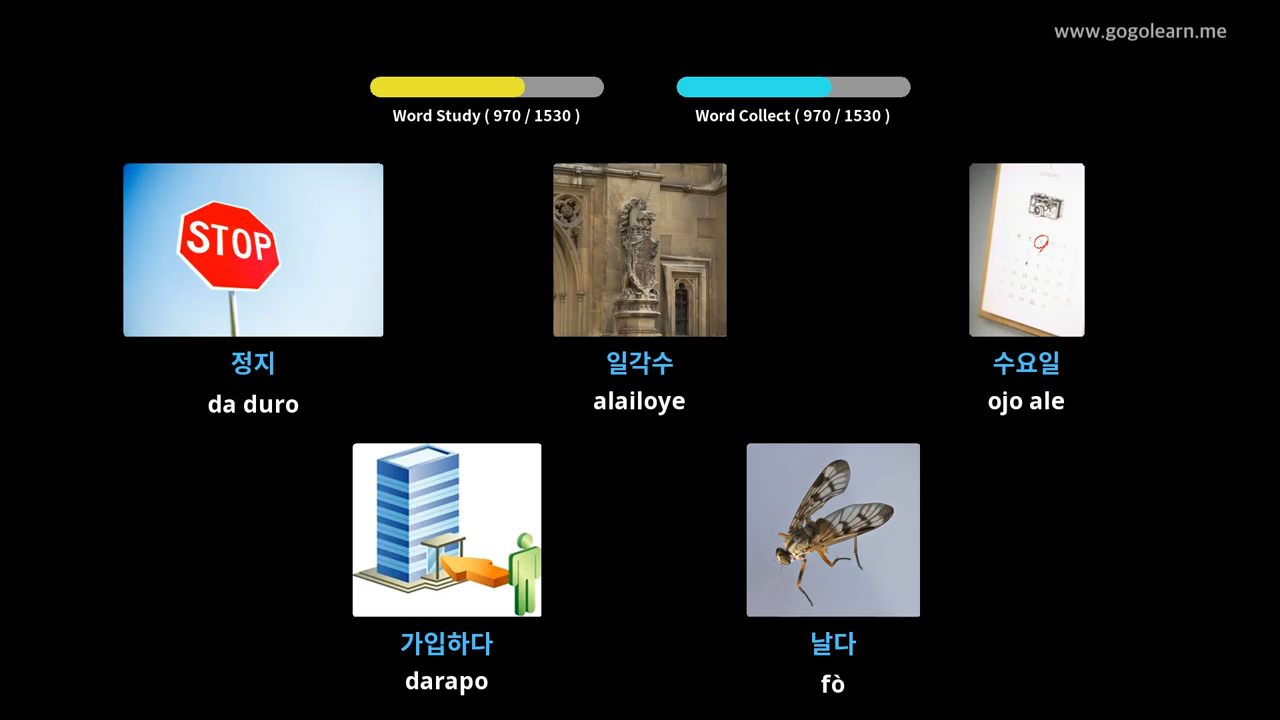 www.gogolearn.me
Word Study ( 970 / 1530 )
Word Collect ( 970 / 1530 )
STOP
정지
da duro
일각수
alailoye
수요일
ojo ale
가입하다
darapo
날다
fò